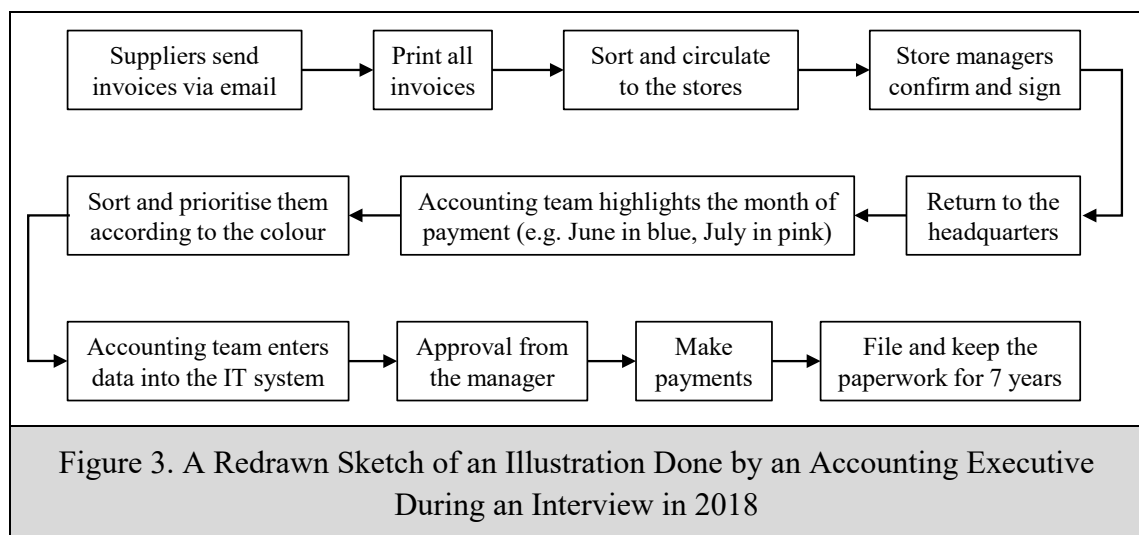 Suppliers send
invoices via email
Print all
invoices
Sort and circulate
to the stores
Store managers
confirm and sign
Return to the
headquarters
Accounting team highlights the month of
payment (e.g. June in blue, July in pink)
Sort and prioritise them
according to the colour
Accounting team enters
data into the IT system
Approval from
the manager
Make
payments
File and keep the
paperwork for 7 years
Figure 3. A Redrawn Sketch of an Illustration Done by an Accounting Executive
During an Interview in 2018